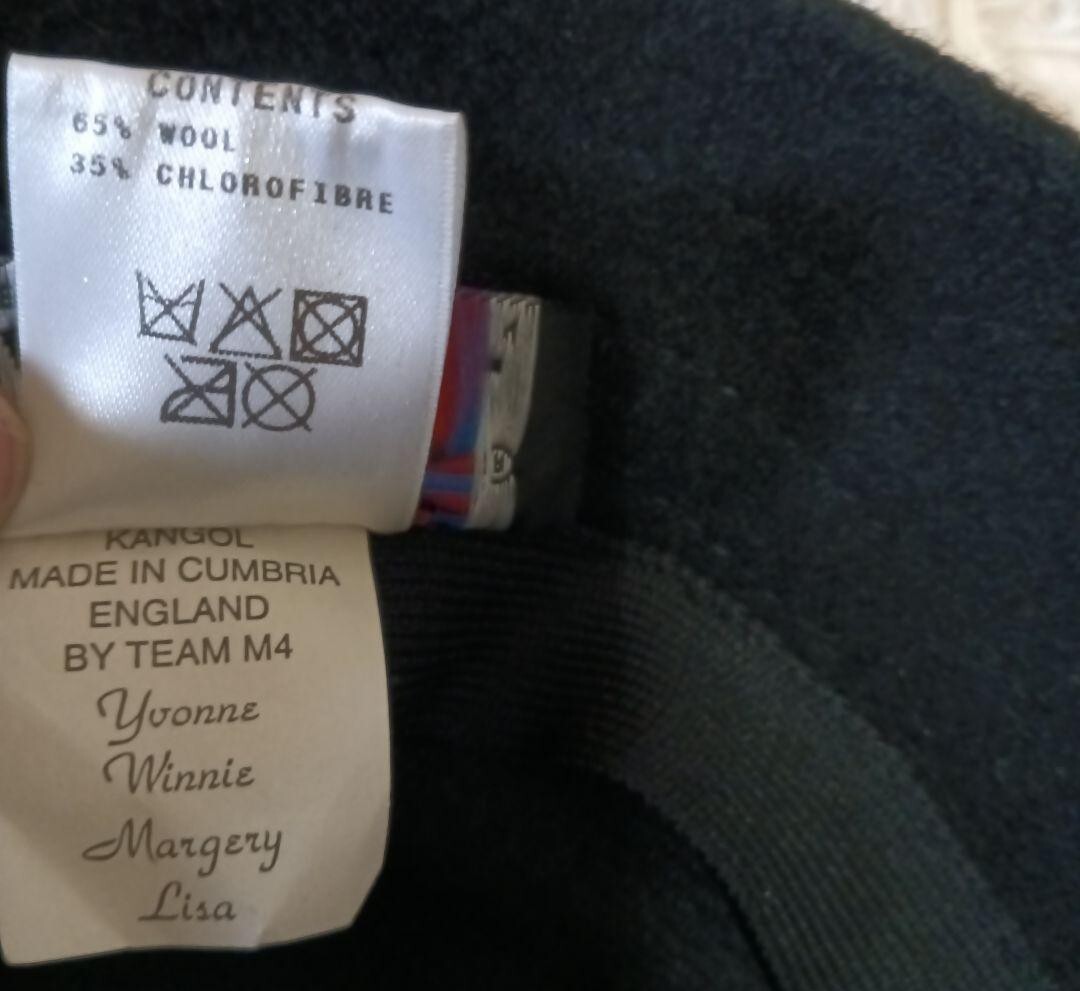 CONTENTS
65% WOOL
35% CHLOROFIBRE
®
KANGOL
MADE IN CUMBRIA
ENGLAND
BY TEAM M4
Yvonne
Winnie
Margery
Lisa